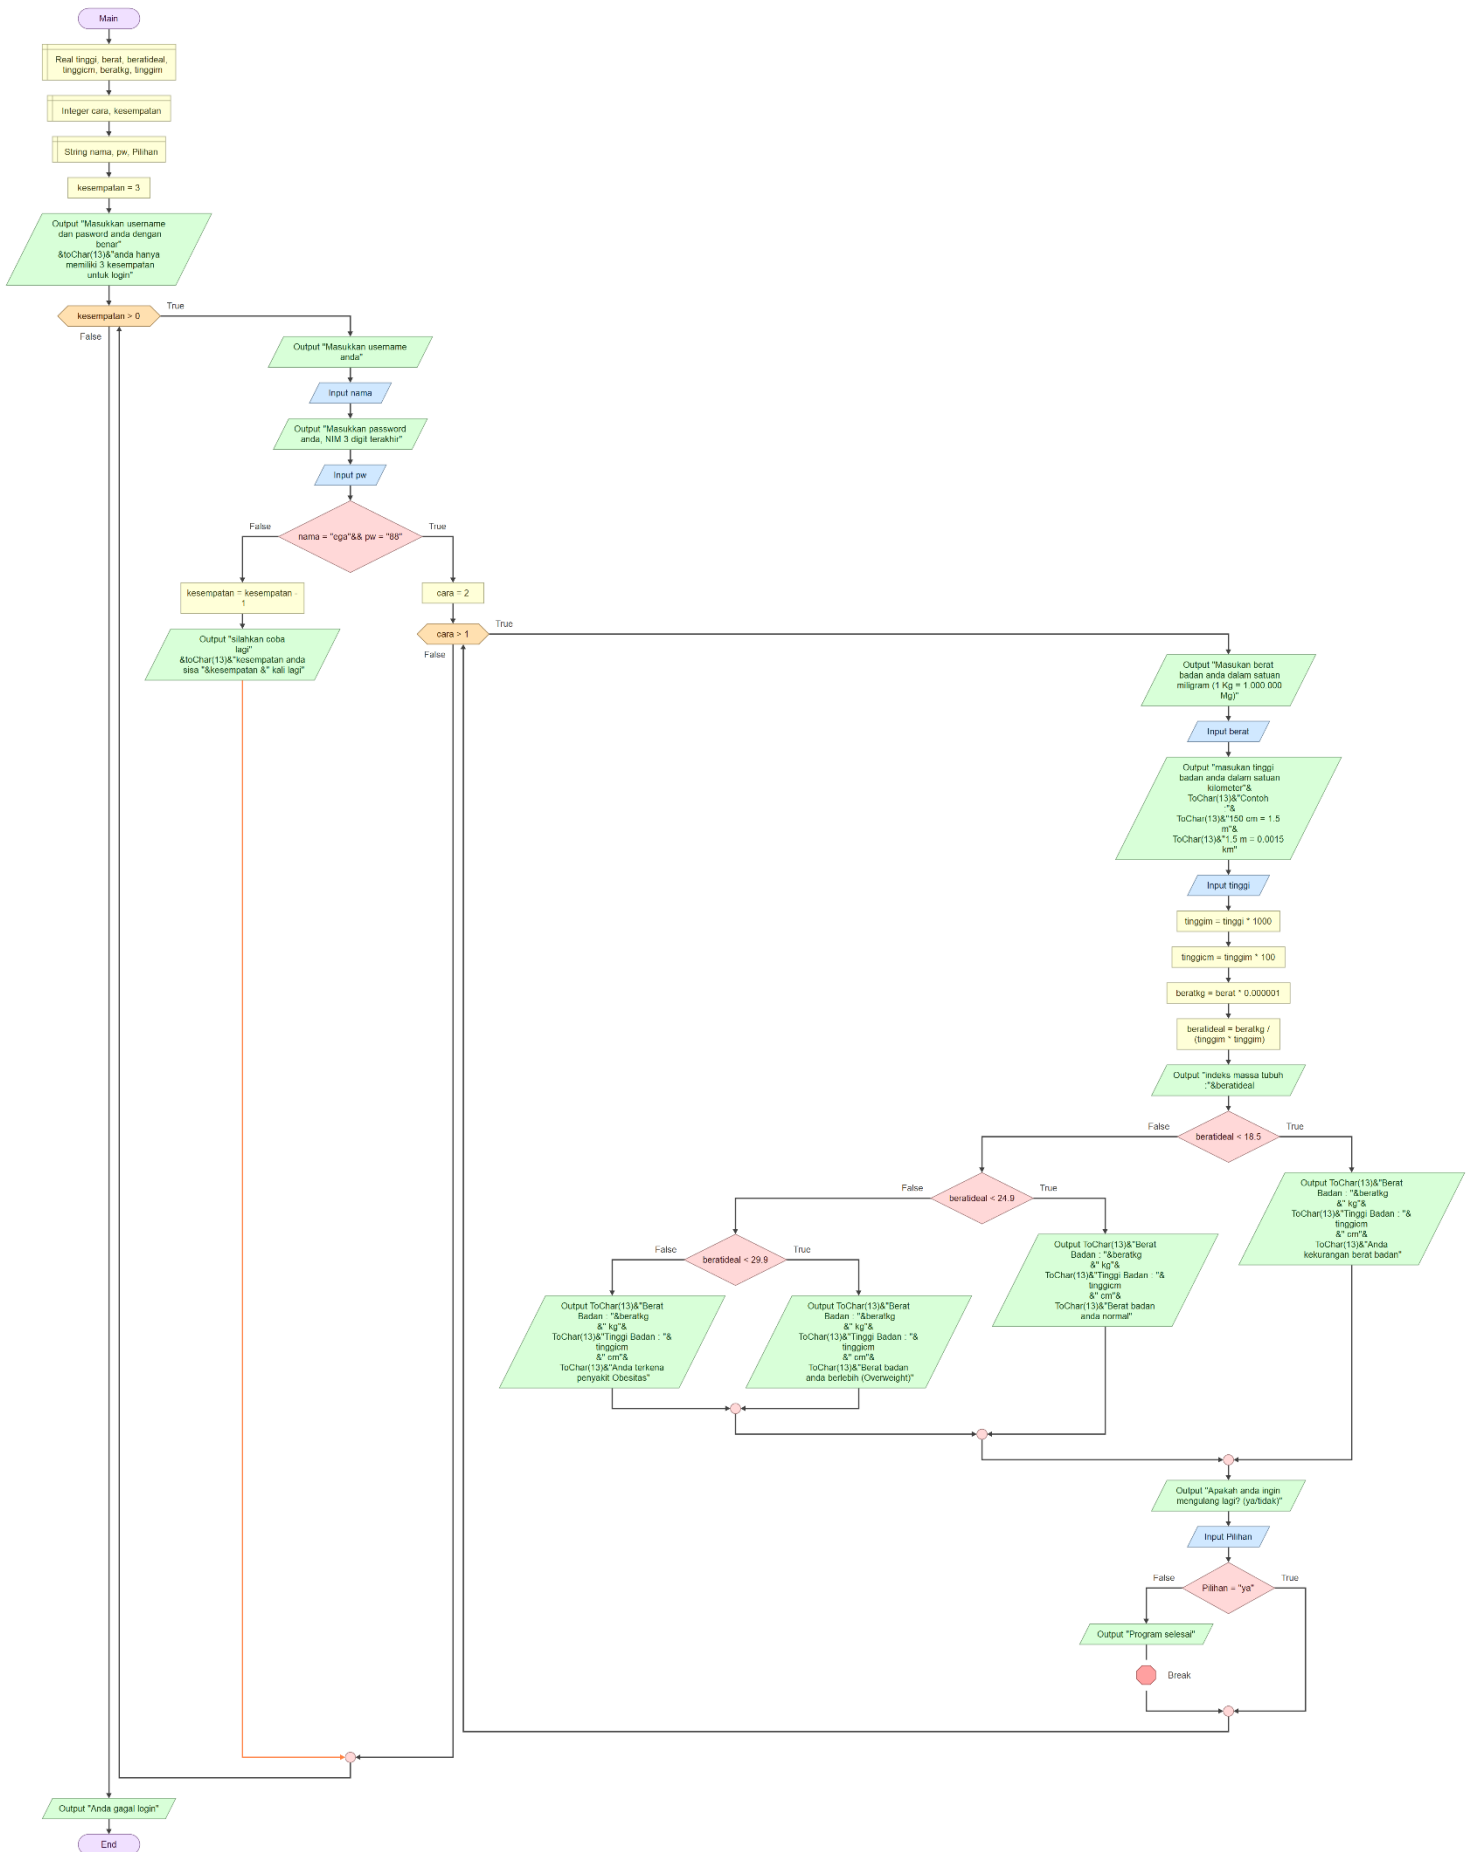 Main
Real tinggi, berat, beratideal,
tinggicm, beratkg, tinggim
Integer cara, kesempatan
String nama, pw, Pilihan
kesempatan = 3
Output "Masukkan username
dan pasword anda dengan
benar"
&toChar(13)&"anda hanya
memiliki 3 kesempatan
untuk login"
kesempatan > 0
True
False
Output "Masukkan username
anda"
Input nama
Output "Masukkan password
anda, NIM 3 digit terakhir"
Input pw
False
True
nama = "ega"&& pw = "88"
kesempatan = kesempatan -
1
Output "silahkan coba
lagi"
&toChar(13)&"kesempatan anda
sisa "&kesempatan &" kali lagi"
cara = 2
cara > 1
True
False
Output "Masukan berat
badan anda dalam satuan
miligram (1 Kg = 1 000 000
Mg)"
Input berat
Output "masukan tinggi
badan anda dalam satuan
kilometer"&
ToChar(13)&"Contoh
:"&
ToChar(13)&"150 cm = 1.5
m"&
ToChar(13)&"1.5 m = 0.0015
km"
Input tinggi
tinggim = tinggi * 1000
tinggicm = tinggim * 100
beratkg = berat * 0.000001
beratideal = beratkg /
(tinggim * tinggim)
Output "indeks massa tubuh
:"&beratideal
False
True
beratideal < 18.5
Output ToChar(13)&"Berat
Badan : "&beratkg
&" kg"&
ToChar(13)&"Tinggi Badan : "&
tinggicm
&" cm"&
ToChar(13)&"Anda
kekurangan berat badan"
False
True
beratideal < 24.9
Output ToChar(13)&"Berat
Badan : "&beratkg
&" kg"&
ToChar(13)&"Tinggi Badan : "&
tinggicm
&" cm"&
ToChar(13)&"Berat badan
anda normal"
False
True
beratideal < 29.9
Output ToChar(13)&"Berat
Badan : "&beratkg
&" kg"&
ToChar(13)&"Tinggi Badan : "&
tinggicm
&" cm"&
ToChar(13)&"Anda terkena
penyakit Obesitas"
Output ToChar(13)&"Berat
Badan : "&beratkg
&" kg"&
ToChar(13)&"Tinggi Badan : "&
tinggicm
&" cm"&
ToChar(13)&"Berat badan
anda berlebih (Overweight)"
Output "Apakah anda ingin
mengulang lagi? (ya/tidak)"
Input Pilihan
False
True
Pilihan = "ya"
Output "Program selesai"
Break
Output "Anda gagal login"
End